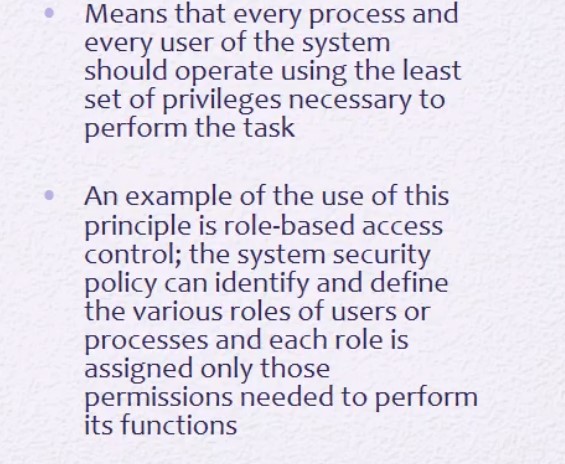 • Means that every process and
every user of the system
should operate using the least
set of privileges necessary to
perform the task
• An example of the use of this
principle is role-based access
control; the system security
policy can identify and define
the various roles of users or
processes and each role is
assigned only those
permissions needed to perform
its functions